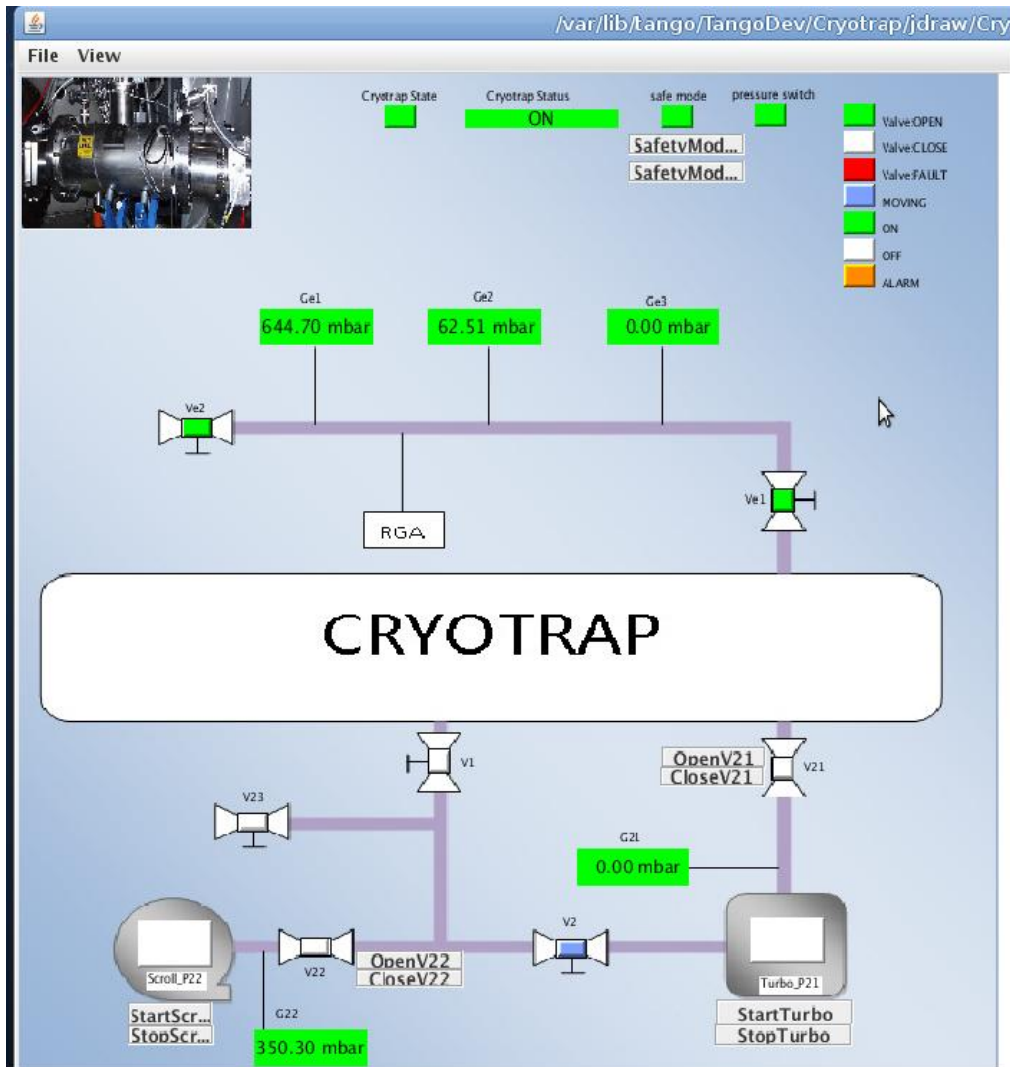 /var/lib/tango/TangoDev/Cryotrap/jdraw/Cry
File View
Cryotrap State
Cryotrap Status
safe mode
pressure switch
ON
SafetyMod...
SafetyMod...
Valve:OPEN
Valve:CLOSE
Valve:FAULT
MOVING
ON
OFF
ALARM
Ge1
Ge2
Ge3
644.70 mbar
62.51 mbar
0.00 mbar
Ve2
Ve1
RGA
CRYOTRAP
V1
OpenV21
CloseV21
V21
V23
G21
0.00 mbar
V2
V22
OpenV22
CloseV22
Scroll_P22
Turbo_P21
StartScr...
StopScr...
G22
350.30 mbar
StartTurbo
StopTurbo